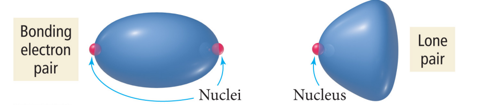 Bonding
electron
pair
Nuclei
Nucleus
Lone
pair